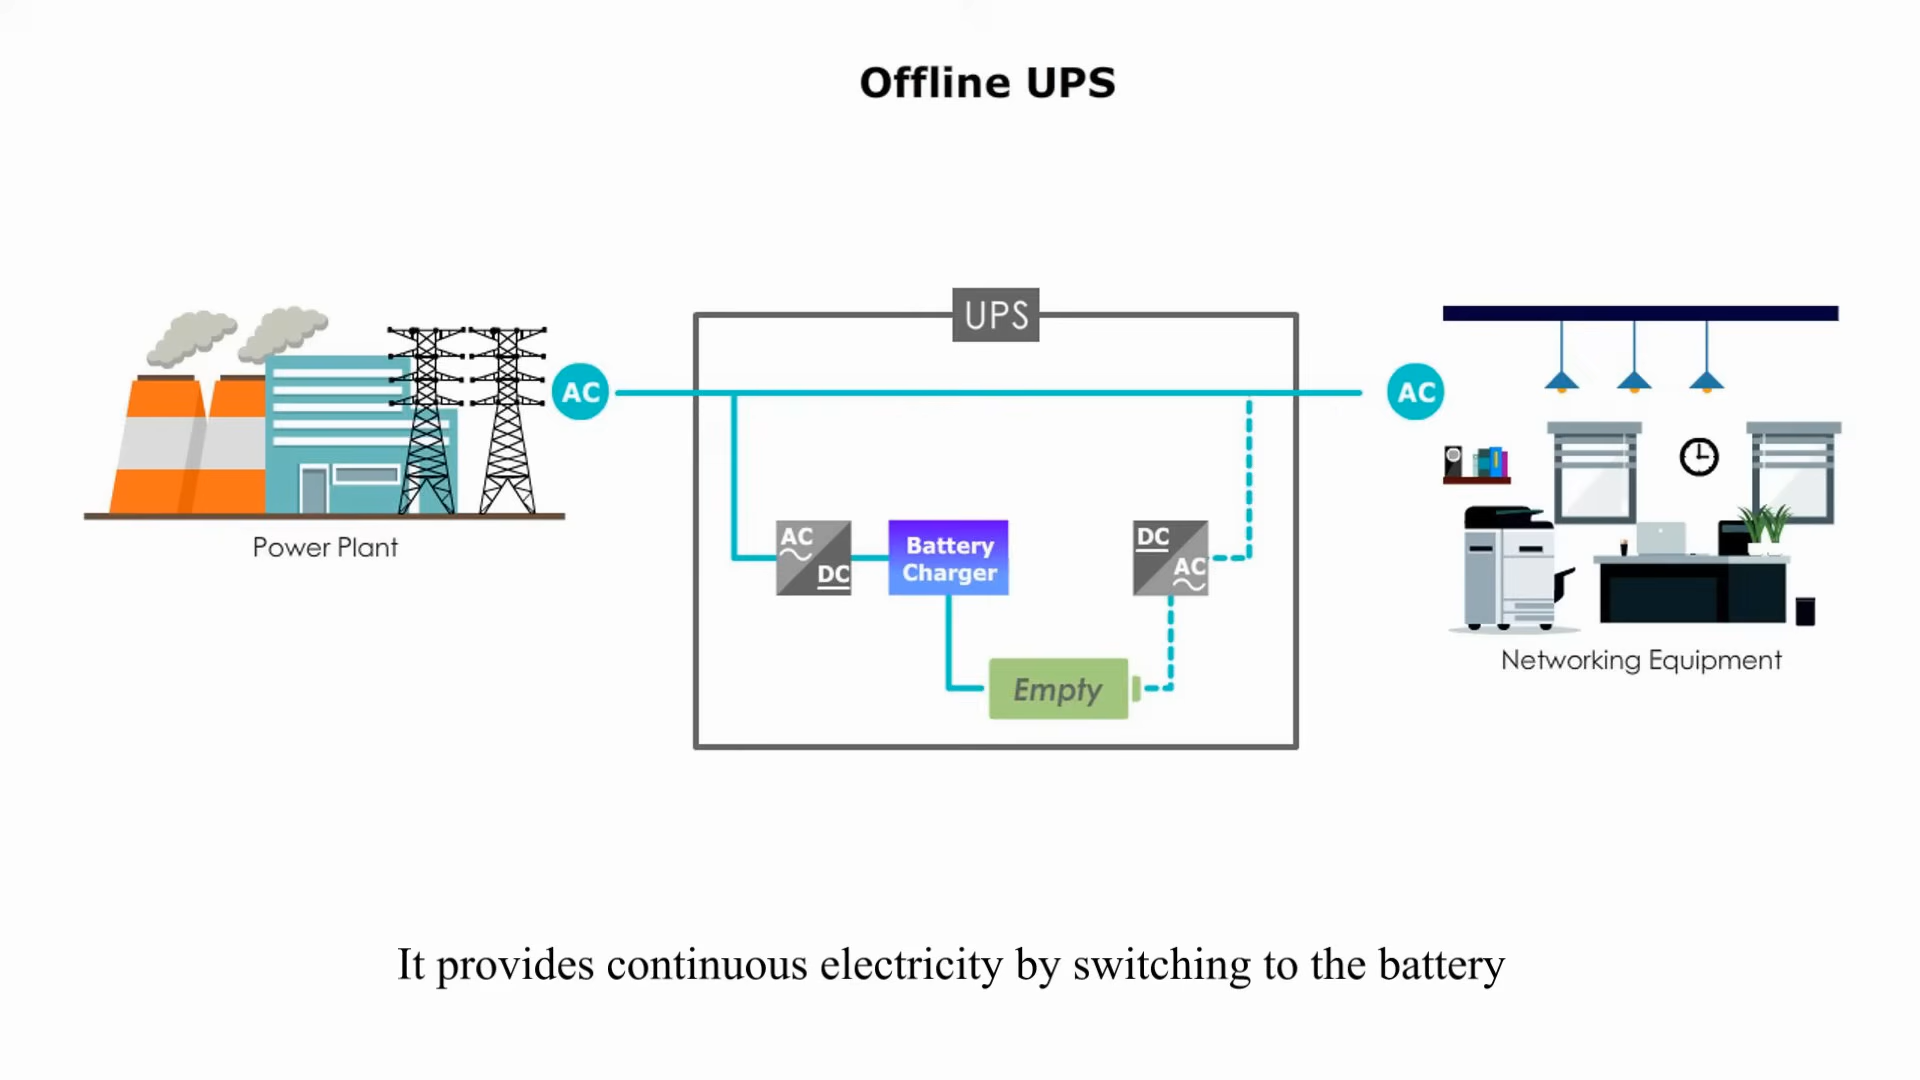 Offline UPS
UPS
AC
AC
AC
DC
Battery
Charger
DC
AC
Power Plant
Empty
Networking Equipment
It provides continuous electricity by switching to the battery